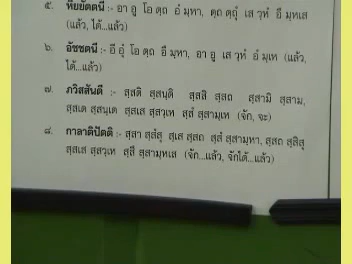 ๕. หิยยัตตนี :- อา อู โอ ตฺถ อํ มฺหา, ตฺถ ตฺถุํ เส วฺหํ อึ มฺหเส
(แล้ว, ได้...แล้ว)
๖. อัชชตนี :- อี อุํ โอ ตฺถ อึ มฺหา, อา อู เส วฺหํ อํ มฺเห (แล้ว,
ได้...แล้ว)
๗. ภวิสสันติ :- สฺสติ สฺสนฺติ สฺสสิ สฺสถ สฺสามิ สฺสาม,
สฺสเต สฺสนฺเต สฺสเส สฺสวฺเห สฺสํ สฺสามฺเห (จัก, จะ)
๘. กาลาติปัตติ :- สฺสา สฺสํสุ สฺเส สฺสถ สฺสํ สฺสามฺหา, สฺสถ สฺสิสุ
สฺสเส สฺสวฺเห สฺสึ สฺสามฺหเส (จัก...แล้ว, จักได้...แล้ว)